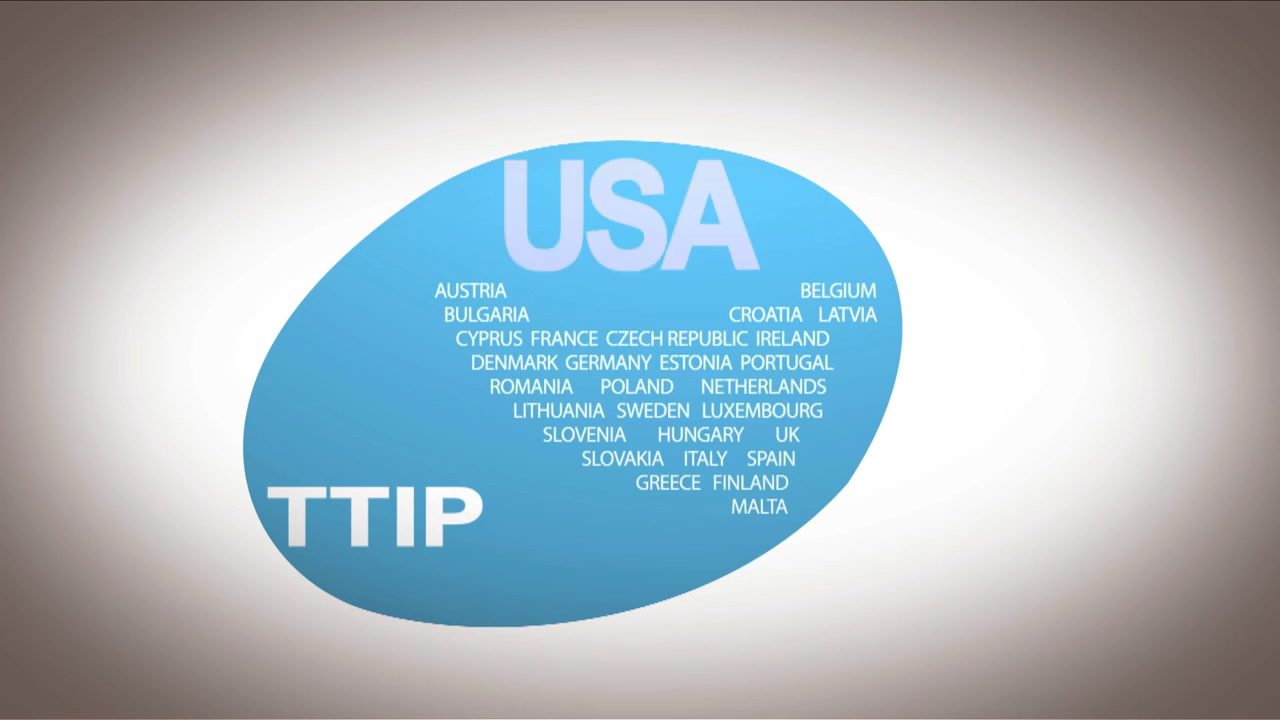 USA
AUSTRIA BELGIUM
BULGARIA CROATIA LATVIA
CYPRUS FRANCE CZECH REPUBLIC IRELAND
DENMARK GERMANY ESTONIA PORTUGAL
ROMANIA POLAND NETHERLANDS
LITHUANIA SWEDEN LUXEMBOURG
SLOVENIA HUNGARY UK
SLOVAKIA ITALY SPAIN
GREECE FINLAND
MALTA
TTIP